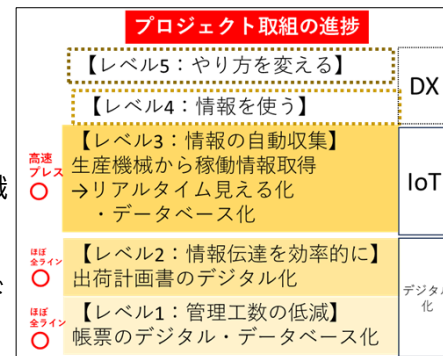 プロジェクト取組の進捗
【レベル5：やり方を変える】
【レベル4：情報を使う】
DX
【レベル3：情報の自動収集】
生産機械から稼働情報取得
→リアルタイム見える化
・データベース化
高速
プレス
○
IoT
【レベル2：情報伝達を効率的に】
出荷計画書のデジタル化
ほぼ
全ライン
○
デジタル
化
【レベル1：管理工数の低減】
帳票のデジタル・データベース化
ほぼ
全ライン
○